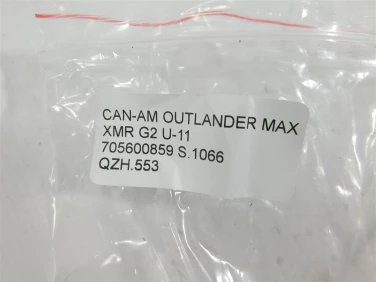 CAN-AM OUTLANDER MAX
XMR G2 U-11
705600859 S.1066
QZH.553